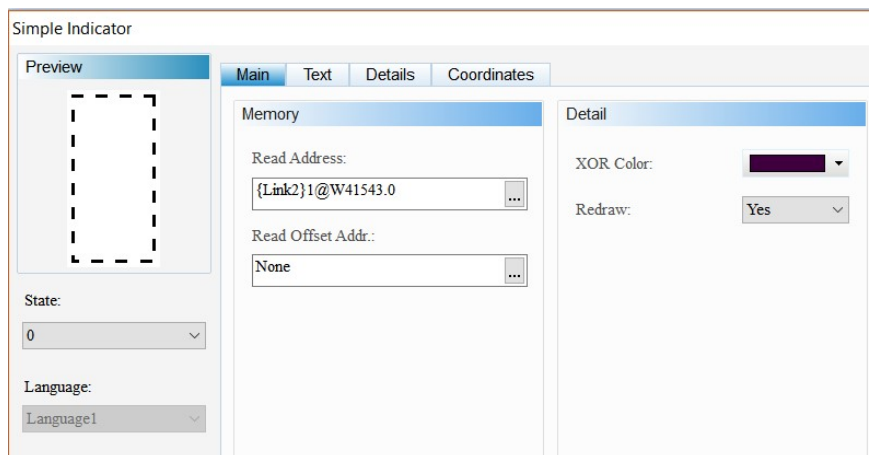 Simple Indicator
Preview
State:
0
Language:
Language1
Main Text Details Coordinates
Memory
Read Address:
{Link2}1@W41543.0
...
Read Offset Addr.:
None
...
Detail
XOR Color:
Redraw:
Yes